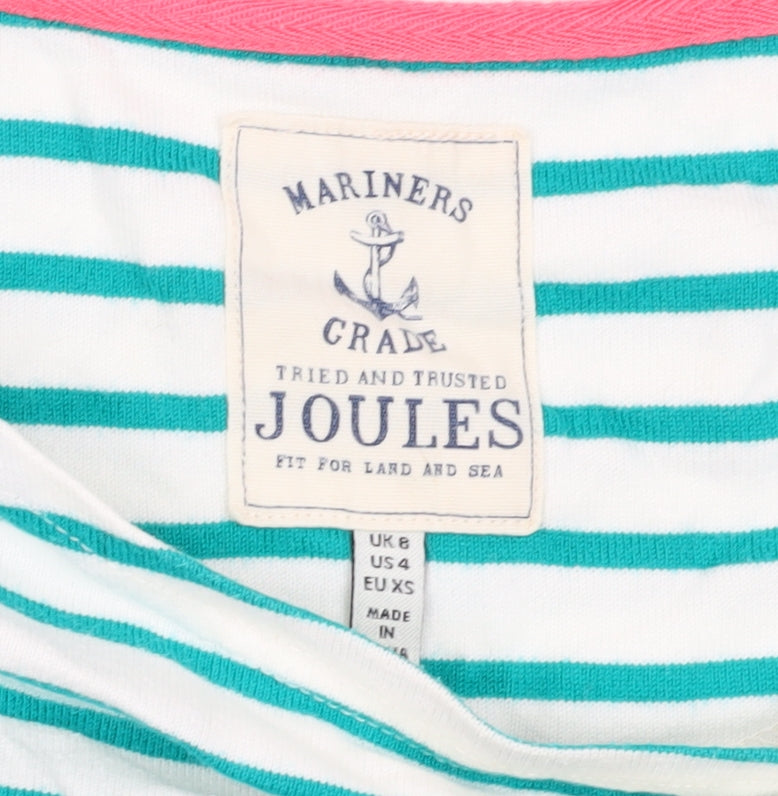 MARINERS
GRADE
TRIED AND TRUSTED
JOULES
FIT FOR LAND AND SEA
UK 8
US 4
EU XS
MADE
IN